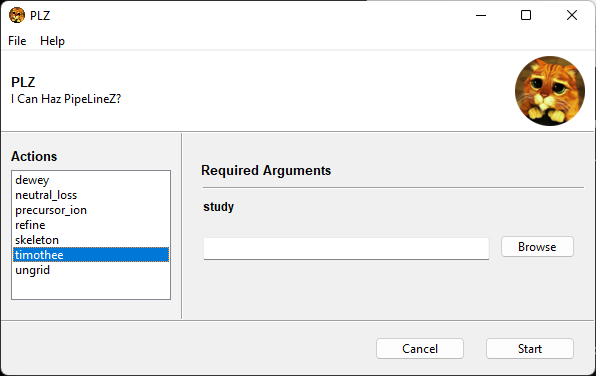 PLZ
File Help
PLZ
I Can Haz PipeLineZ?
Actions
dewey
neutral_loss
precursor_ion
refine
skeleton
timothee
ungrid
Required Arguments
study
Browse
Cancel Start